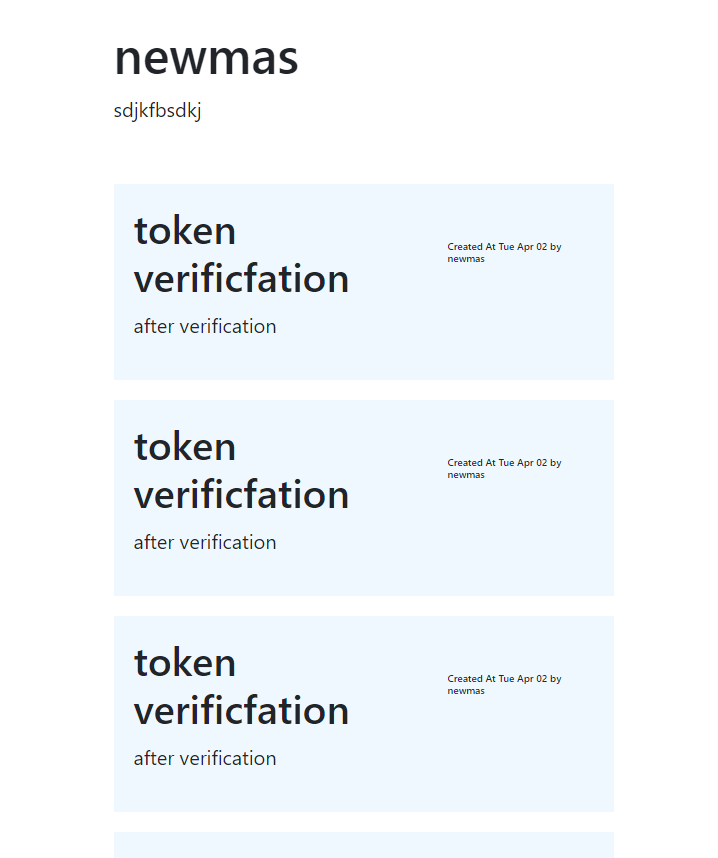 newmas
sdjkfbsdkj
token
verificfation
Created At Tue Apr 02 by
newmas
after verification
token
verificfation
Created At Tue Apr 02 by
newmas
after verification
token
verificfation
Created At Tue Apr 02 by
newmas
after verification